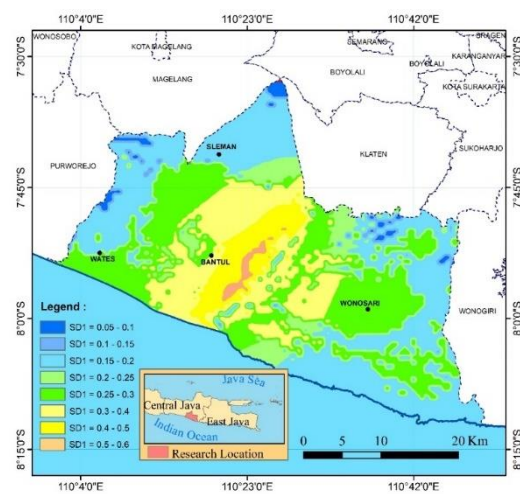 110°4'0"E
110°23'0"E
110°42'0"E
WONOSOBO
KOTA MAGELANG
SEMARANG
SRAGEN
7°30'0"S
MAGELANG
BOYOLALI
BOYOLALI
KARANGANYAR
KOTA SURAKARTA
SLEMAN
KLATEN
SUKOHARJO
PURWOREJO
7°45'0"S
WATES
BANTUL
WONOSARI
WONOGIRI
8°0'0"S
Legend :
SD1 = 0.05 - 0.1
SD1 = 0.1 - 0.15
SD1 = 0.15 - 0.2
SD1 = 0.2 - 0.25
SD1 = 0.25 - 0.3
SD1 = 0.3 - 0.4
SD1 = 0.4 - 0.5
SD1 = 0.5 - 0.6
Java Sea
Central Java
East Java
Indian Ocean
Research Location
0 5 10 20 Km
8°15'0"S
110°4'0"E
110°23'0"E
110°42'0"E